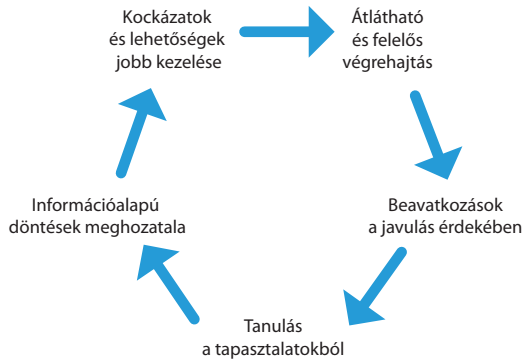 Kockázatok
és lehetőségek
jobb kezelése
Átlátható
és felelős
végrehajtás
Beavatkozások
a javulás érdekében
Tanulás
a tapasztalatokból
Információalapú
döntések meghozatala